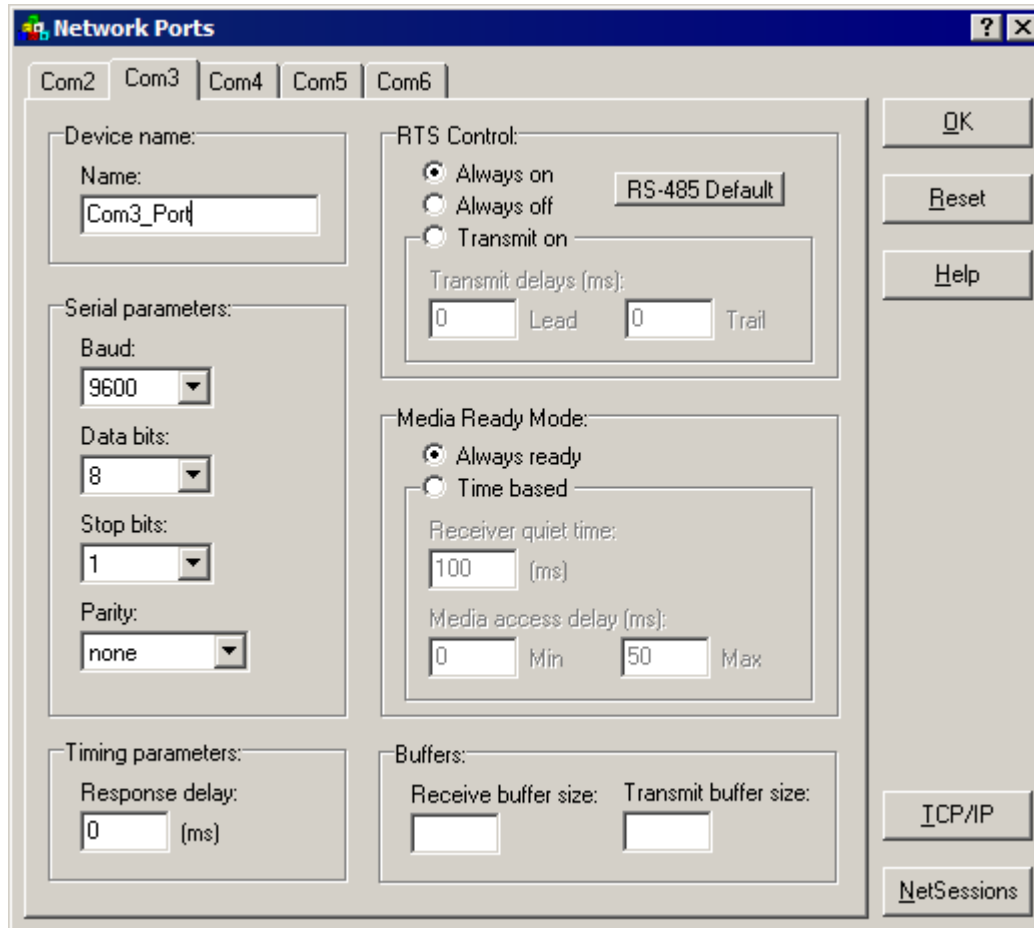 Network Ports
Com2 Com3 Com4 Com5 Com6
Device name:
Name:
Com3_Port
Serial parameters:
Baud:
9600
Data bits:
8
Stop bits:
1
Parity:
none
Timing parameters:
Response delay:
0 (ms)
RTS Control:
Always on
RS-485 Default
Always off
Transmit on
Transmit delays (ms):
0 Lead 0 Trail
Media Ready Mode:
Always ready
Time based
Receiver quiet time:
100 (ms)
Media access delay (ms):
0 Min 50 Max
Buffers:
Receive buffer size: Transmit buffer size:
OK
Reset
Help
TCP/IP
NetSessions